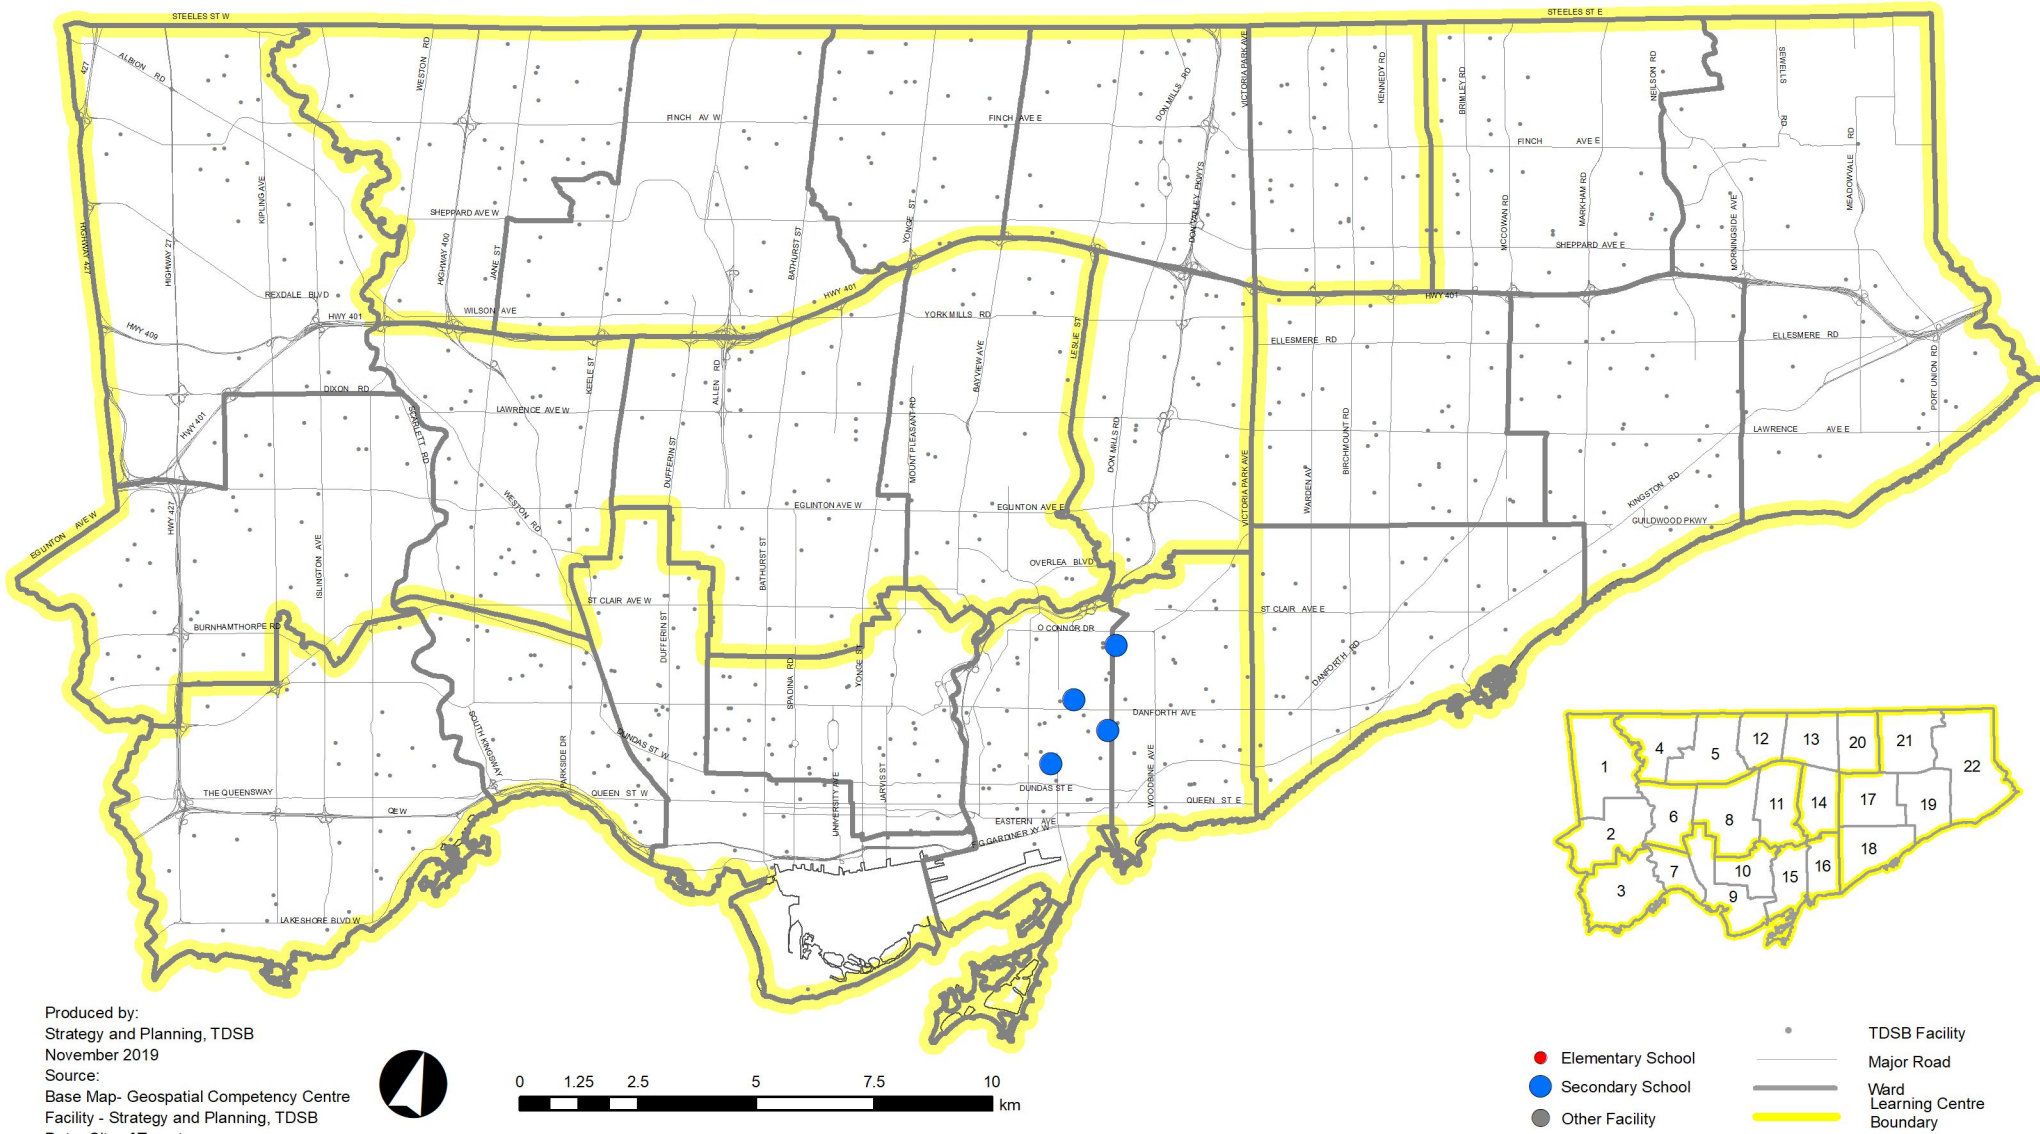 STEELES ST W
STEELES ST E
427
ALBION RD
WESTON RD
VICTORIA PARK AVE
KENNEDY RD
BRIMLEY RD
NEILSON RD
SEWELLS RD
DON MILLS RD
FINCH AV W
FINCH AVE E
FINCH AVE E
MEADOWVALE RD
KIPLING AVE
SHEPPARD AVE W
YONGE ST
DON VALLEY PKWYS
MCCOWAN RD
MARKHAM RD
MORNINGSIDE AVE
HIGHWAY 427
HIGHWAY 27
HIGHWAY 400
JANE ST
BATHURST ST
SHEPPARD AVE E
REXDALE BLVD
HWY 401
WILSON AVE
HWY 401
YORK MILLS RD
HWY 401
HWY 409
LESLIE ST
ELLESMERE RD
ELLESMERE RD
KEELE ST
ALLEN RD
BAYVIEW AVE
PORT UNION RD
DIXON RD
SCARLETT RD
LAWRENCE AVE W
MOUNT PLEASANT RD
DON MILLS RD
BIRCHMOUNT RD
LAWRENCE AVE E
HWY 401
DUFFERIN ST
VICTORIA PARK AVE
WARDEN AV
KINGSTON RD
EGLINTON AVE W
HWY 427
WESTON RD
EGLINTON AVE W
EGLINTON AVE E
GUILDWOOD PKWY
ISLINGTON AVE
BATHURST ST
OVERLEA BLVD
BURNHAMTHORPE RD
ST CLAIR AVE W
ST CLAIR AVE E
DUFFERIN ST
O CONNOR DR
YONGE ST
SPADINA RD
DANFORTH RD
SOUTH KINGSWAY
PARKSIDE DR
DUNDAS ST W
DANFORTH AVE
THE QUEENSWAY
QUEEN ST W
UNIVERSITY AVE
JARVIS ST
DUNDAS ST E
WOODBINE AVE
QUEEN ST E
QEW
EASTERN AVE
F G GARDINER XY W
LAKESHORE BLVD W
1
2
3
4
5
6
7
8
9
10
11
12
13
14
15
16
17
18
19
20
21
22
Produced by:
Strategy and Planning, TDSB
November 2019
Source:
Base Map- Geospatial Competency Centre
Facility - Strategy and Planning, TDSB
0 1.25 2.5 5 7.5 10
km
Elementary School
Secondary School
Other Facility
TDSB Facility
Major Road
Ward
Learning Centre
Boundary